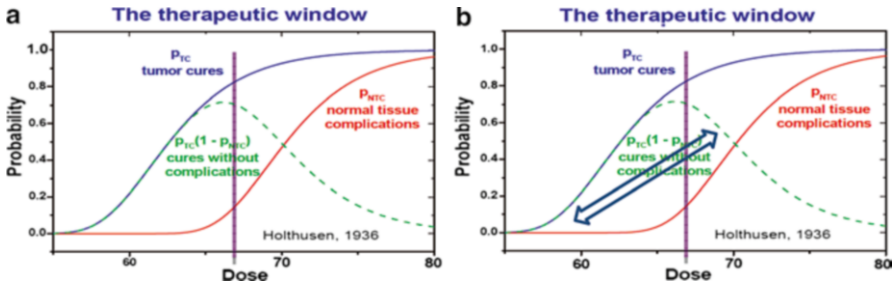 a
The therapeutic window
1.0
0.8
0.6
0.4
0.2
0.0
Probability
pTC
tumor cures
pNTC
normal tissue
complications
pTC(1 - pNTC)
cures without
complications
Holthusen, 1936
60
70
80
Dose
b
The therapeutic window
1.0
0.8
0.6
0.4
0.2
0.0
Probability
pTC
tumor cures
pNTC
normal tissue
complications
pTC(1 - pNTC)
cures without
complications
Holthusen, 1936
60
70
80
Dose